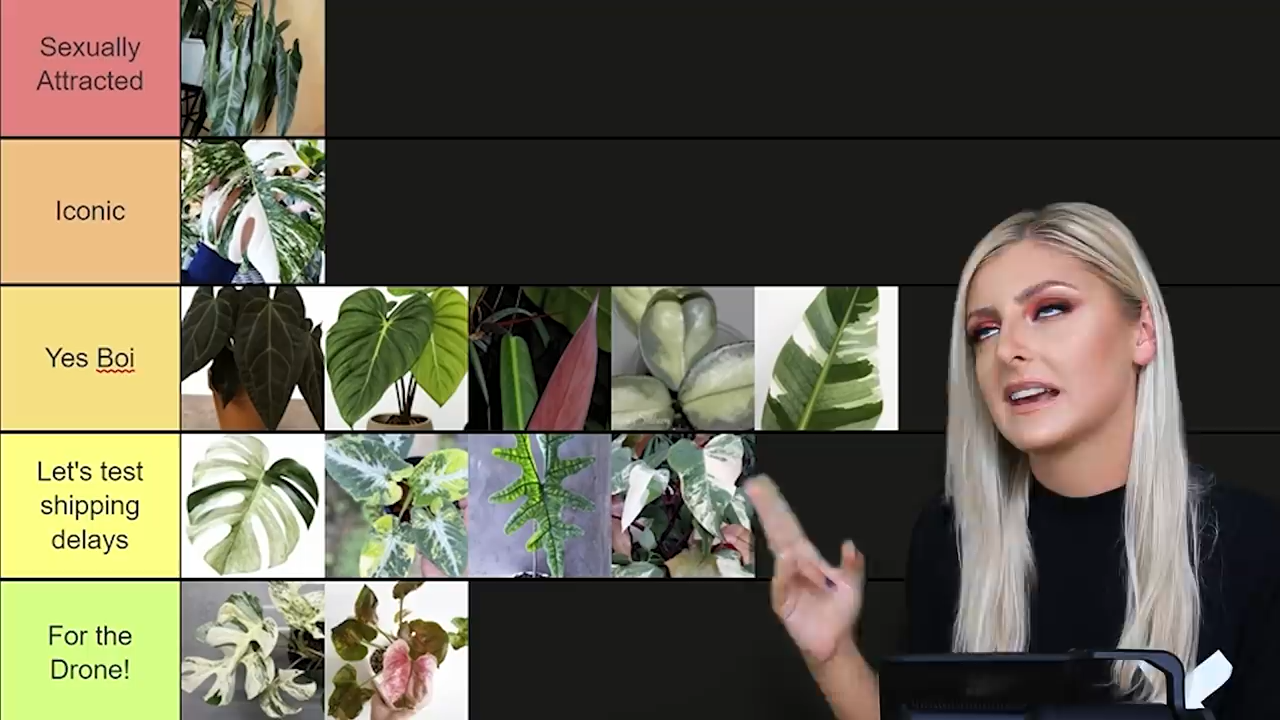 Sexually
Attracted
Iconic
Yes Boi
Let's test
shipping
delays
For the
Drone!